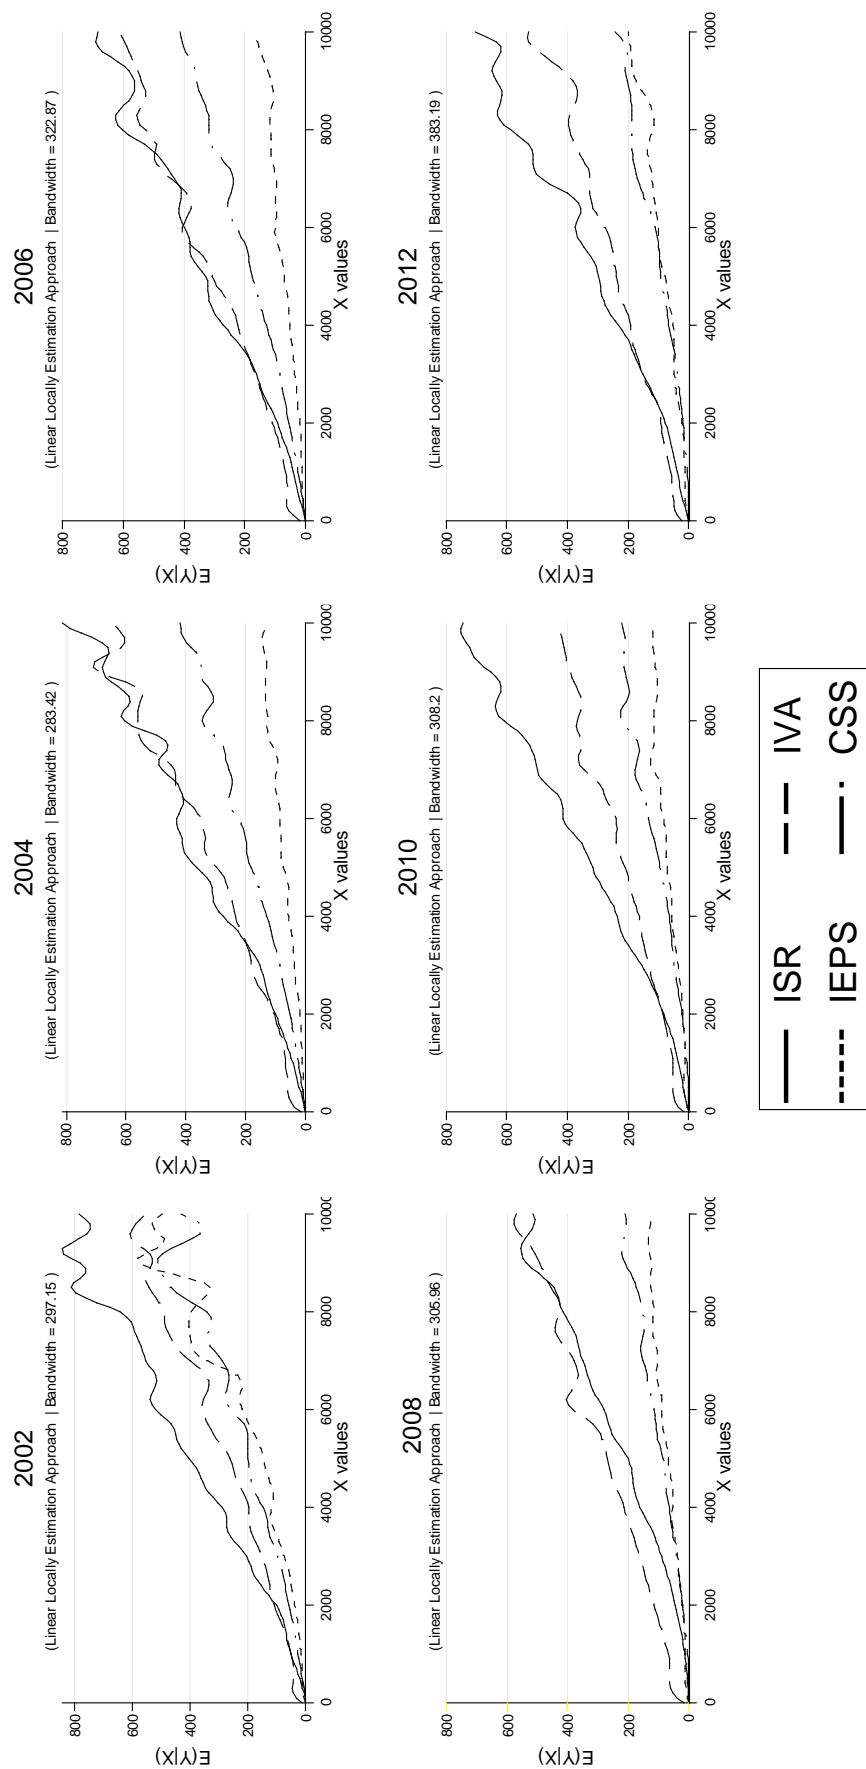 2002
(Linear Locally Estimation Approach | Bandwidth = 297.15 )
800
600
400
200
0
E(Y|X)
0 2000 4000 6000 8000 10000
X values
2004
(Linear Locally Estimation Approach | Bandwidth = 283.42 )
800
600
400
200
0
E(Y|X)
0 2000 4000 6000 8000 10000
X values
2006
(Linear Locally Estimation Approach | Bandwidth = 322.87 )
800
600
400
200
0
E(Y|X)
0 2000 4000 6000 8000 10000
X values
2008
(Linear Locally Estimation Approach | Bandwidth = 305.96 )
800
600
400
200
0
E(Y|X)
0 2000 4000 6000 8000 10000
X values
2010
(Linear Locally Estimation Approach | Bandwidth = 308.2 )
800
600
400
200
0
E(Y|X)
0 2000 4000 6000 8000 10000
X values
2012
(Linear Locally Estimation Approach | Bandwidth = 383.19 )
800
600
400
200
0
E(Y|X)
0 2000 4000 6000 8000 10000
X values
ISR IVA
IEPS CSS